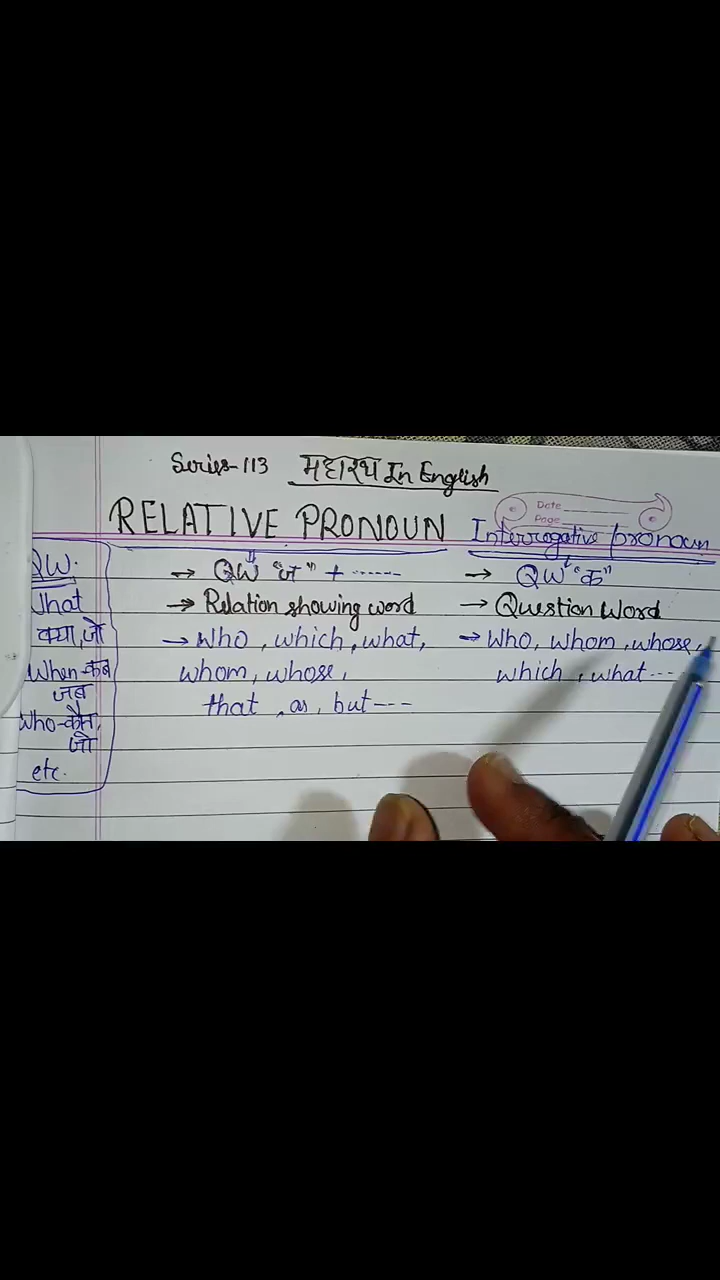 Series-113 महारथ In English
Date
Page
RELATIVE PRONOUN
Interrogative pronoun
QW.
What
क्या, जो
When-कब
जब
Who-कौन,
जो
etc.
→ QW "ज" + ------
→ Relation showing word
→ Who, which, what,
whom, whose,
that, as, but---
→ QW "क"
→ Question Word
→ Who, whom, whose,
which, what---